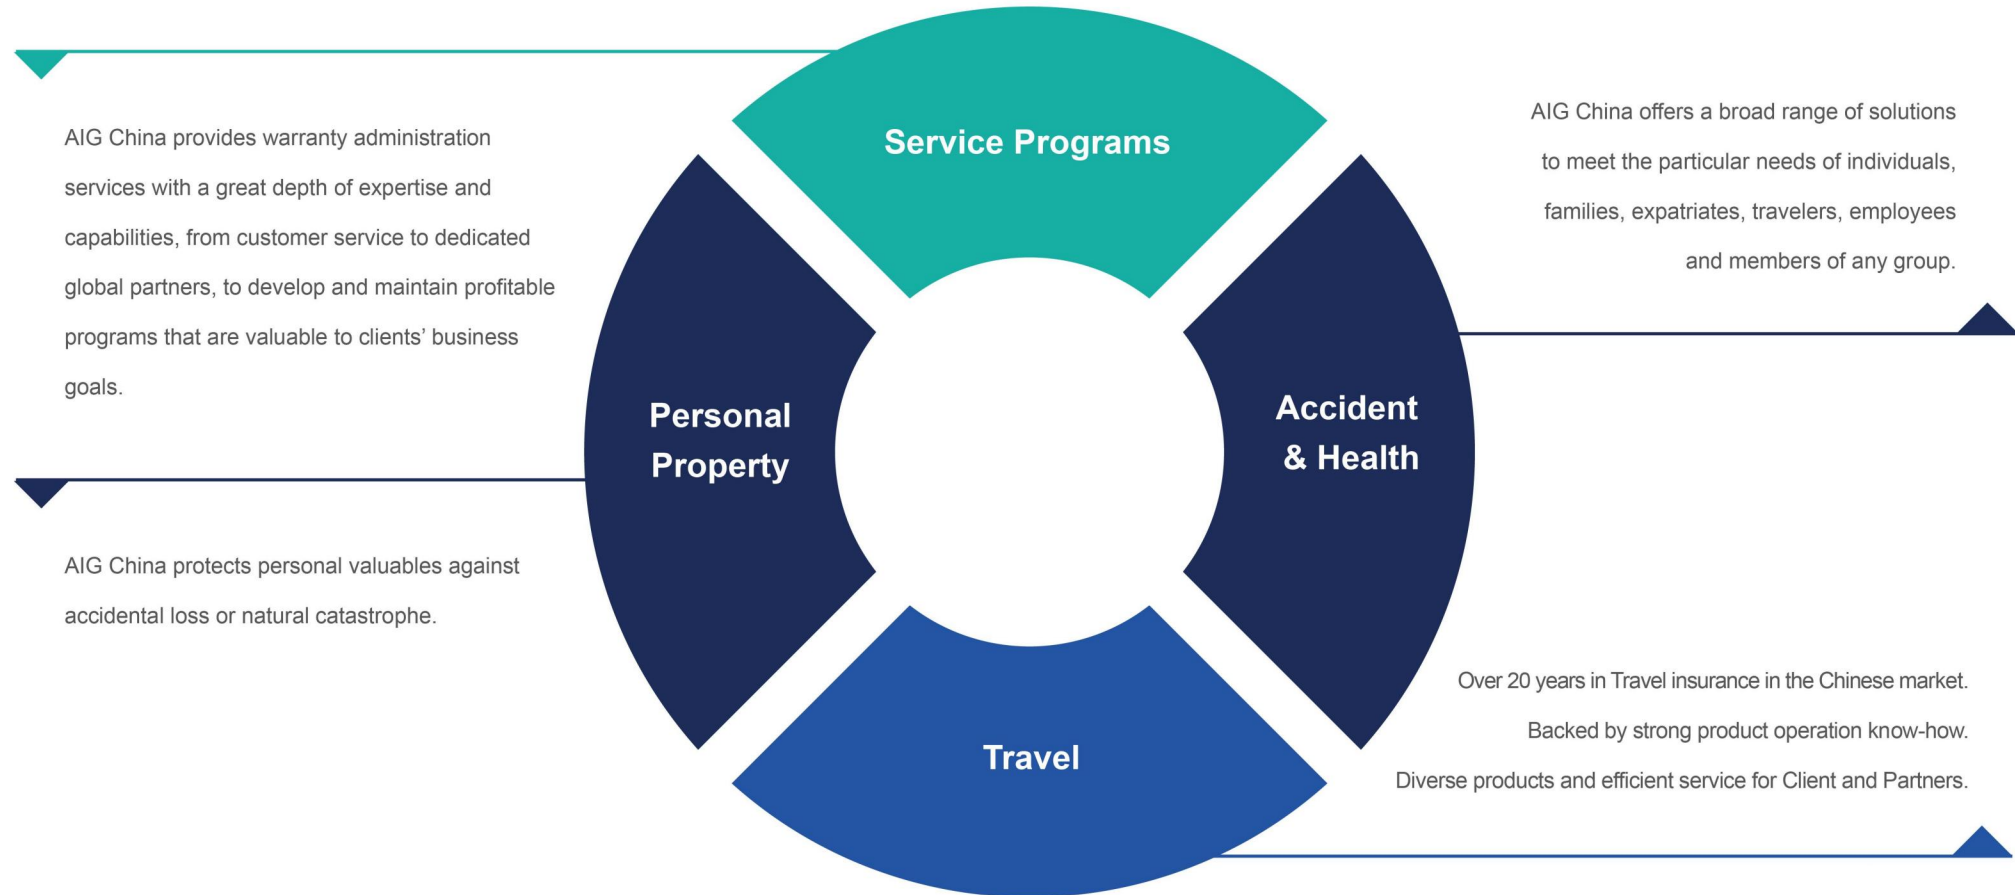 Service Programs
AIG China provides warranty administration
services with a great depth of expertise and
capabilities, from customer service to dedicated
global partners, to develop and maintain profitable
programs that are valuable to clients’ business
goals.
AIG China offers a broad range of solutions
to meet the particular needs of individuals,
families, expatriates, travelers, employees
and members of any group.
Personal
Property
Accident
& Health
AIG China protects personal valuables against
accidental loss or natural catastrophe.
Travel
Over 20 years in Travel insurance in the Chinese market.
Backed by strong product operation know-how.
Diverse products and efficient service for Client and Partners.